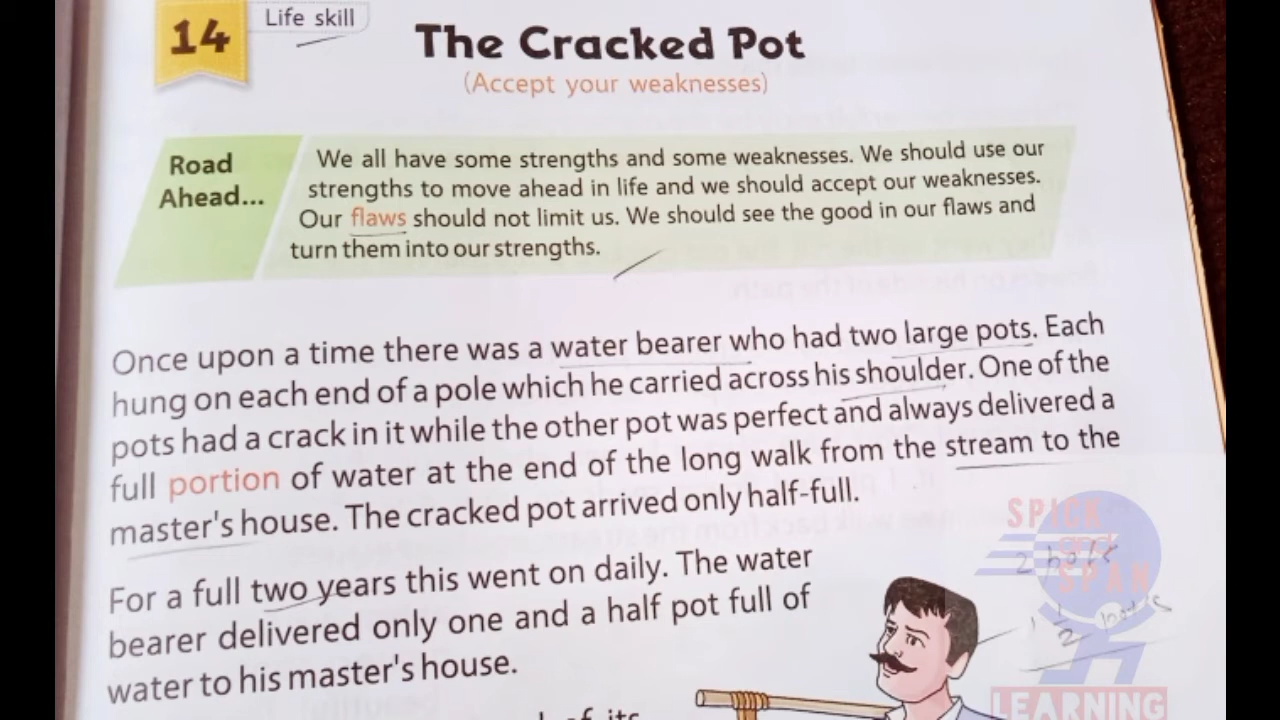 14
Life skill
The Cracked Pot
(Accept your weaknesses)
Road
Ahead...
We all have some strengths and some weaknesses. We should use our
strengths to move ahead in life and we should accept our weaknesses.
Our flaws should not limit us. We should see the good in our flaws and
turn them into our strengths.
Once upon a time there was a water bearer who had two large pots. Each
hung on each end of a pole which he carried across his shoulder. One of the
pots had a crack in it while the other pot was perfect and always delivered a
full portion of water at the end of the long walk from the stream to the
master's house. The cracked pot arrived only half-full.
For a full two years this went on daily. The water
bearer delivered only one and a half pot full of
water to his master's house.
of its
SPICK
and
SPAN
LEARNING